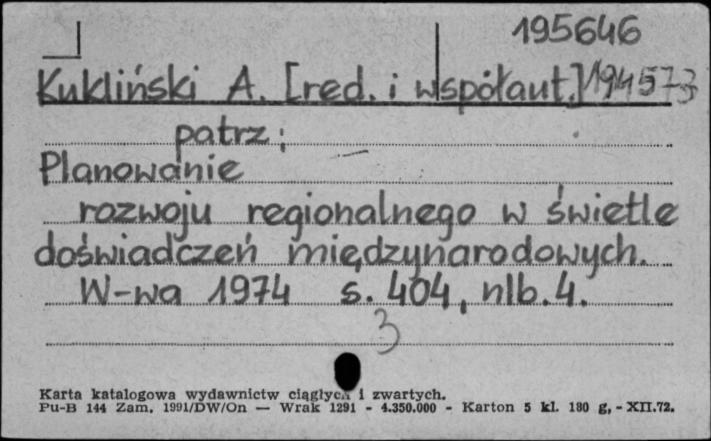 195646
Kukliński A. [red. i współaut.] 194573
patrz:
Planowanie
rozwoju regionalnego w świetle
doświadczeń międzynarodowych.
W-wa 1974 s. 404, nlb. 4.
3
Karta katalogowa wydawnictw ciągłych i zwartych.
Pu-B 144 Zam. 1991/DW/On — Wrak 1291 - 4.350.000 - Karton 5 kl. 180 g, - XII.72.